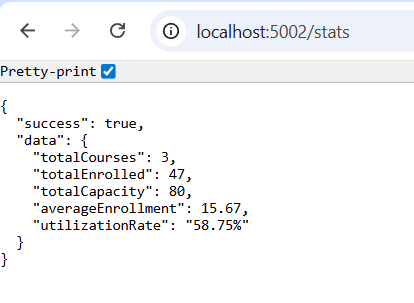 localhost:5002/stats
Pretty-print
{
  "success": true,
  "data": {
    "totalCourses": 3,
    "totalEnrolled": 47,
    "totalCapacity": 80,
    "averageEnrollment": 15.67,
    "utilizationRate": "58.75%"
  }
}